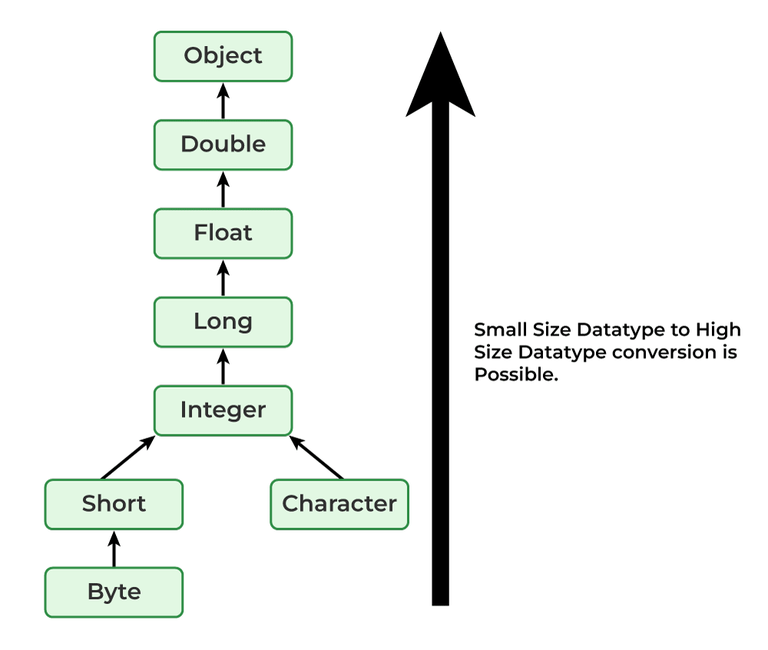 Object
Double
Float
Long
Small Size Datatype to High
Size Datatype conversion is
Possible.
Integer
Short
Character
Byte